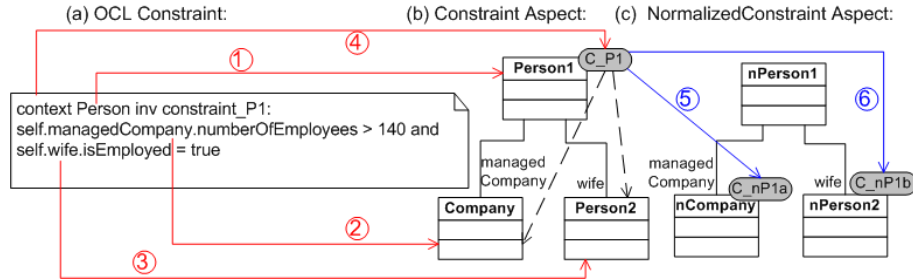 (a) OCL Constraint:
(b) Constraint Aspect:
(c) NormalizedConstraint Aspect:
④
①
Person1
C_P1
nPerson1
⑤
⑥
context Person inv constraint_P1:
self.managedCompany.numberOfEmployees > 140 and
self.wife.isEmployed = true
managed
Company
wife
managed
Company
wife
C_nP1a
C_nP1b
Company
Person2
nCompany
nPerson2
②
③